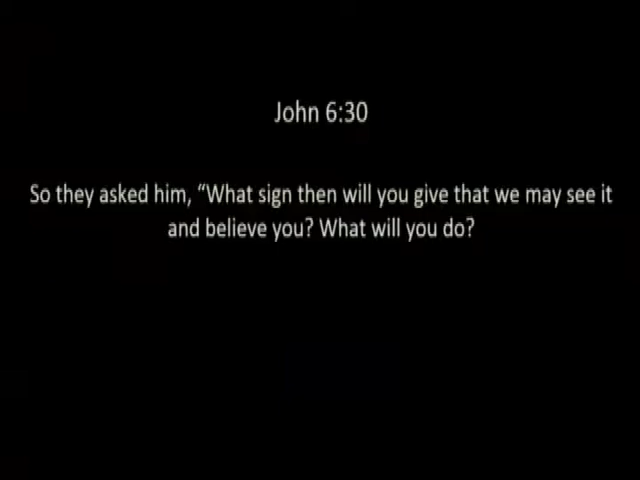 John 6:30
So they asked him, “What sign then will you give that we may see it
and believe you? What will you do?